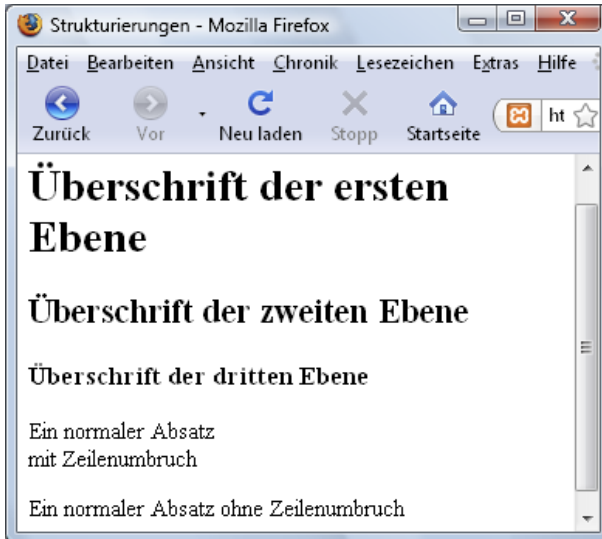 Strukturierungen - Mozilla Firefox
Datei Bearbeiten Ansicht Chronik Lesezeichen Extras Hilfe
Zurück Vor Neu laden Stopp Startseite ht
Überschrift der ersten
Ebene
Überschrift der zweiten Ebene
Überschrift der dritten Ebene
Ein normaler Absatz
mit Zeilenumbruch
Ein normaler Absatz ohne Zeilenumbruch